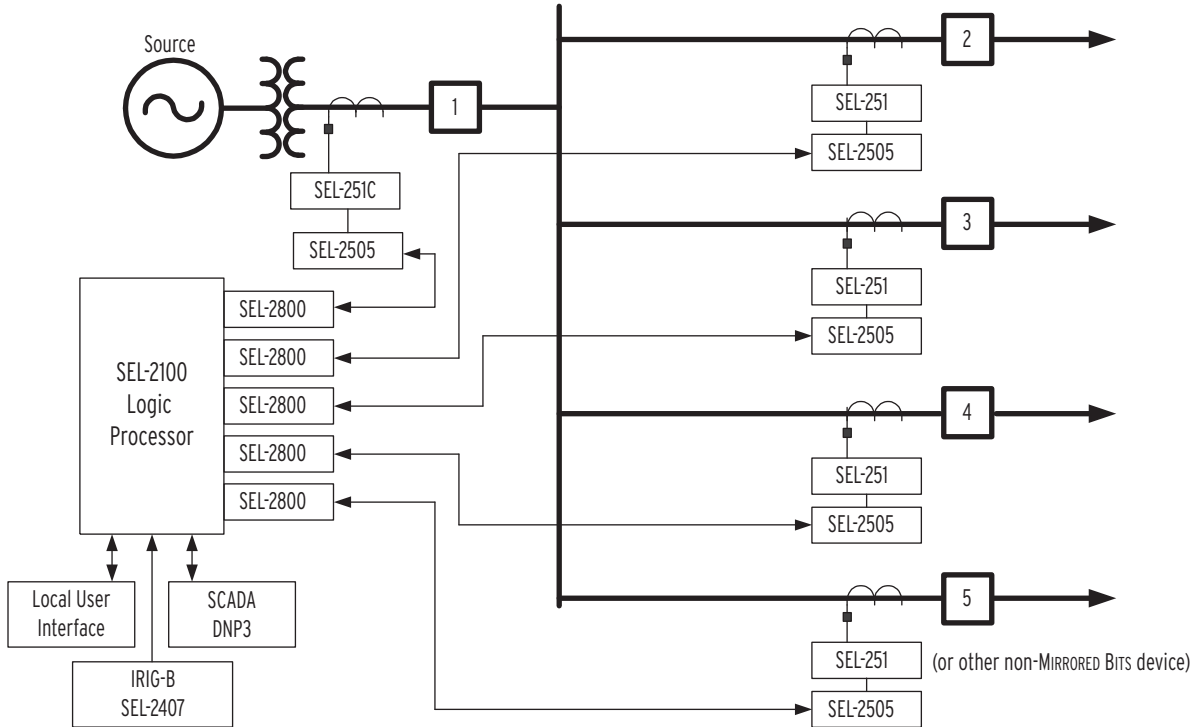 Source
1
SEL-251C
SEL-2505
2
SEL-251
SEL-2505
3
SEL-251
SEL-2505
4
SEL-251
SEL-2505
5
SEL-251
(or other non-MIRRORED BITS device)
SEL-2505
SEL-2100
Logic
Processor
SEL-2800
SEL-2800
SEL-2800
SEL-2800
SEL-2800
Local User
Interface
SCADA
DNP3
IRIG-B
SEL-2407